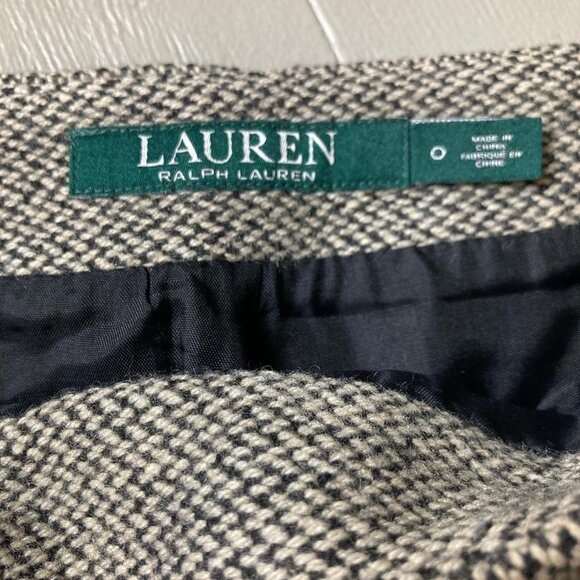 LAUREN
RALPH LAUREN
0
MADE IN
CHINA
FABRIQUÉ EN
CHINE